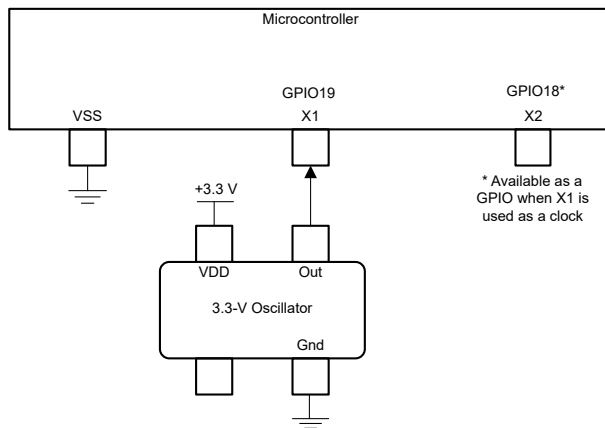 Microcontroller
GPIO19
GPIO18*
VSS
X1
X2
* Available as a
GPIO when X1 is
used as a clock
+3.3 V
VDD
Out
3.3-V Oscillator
Gnd